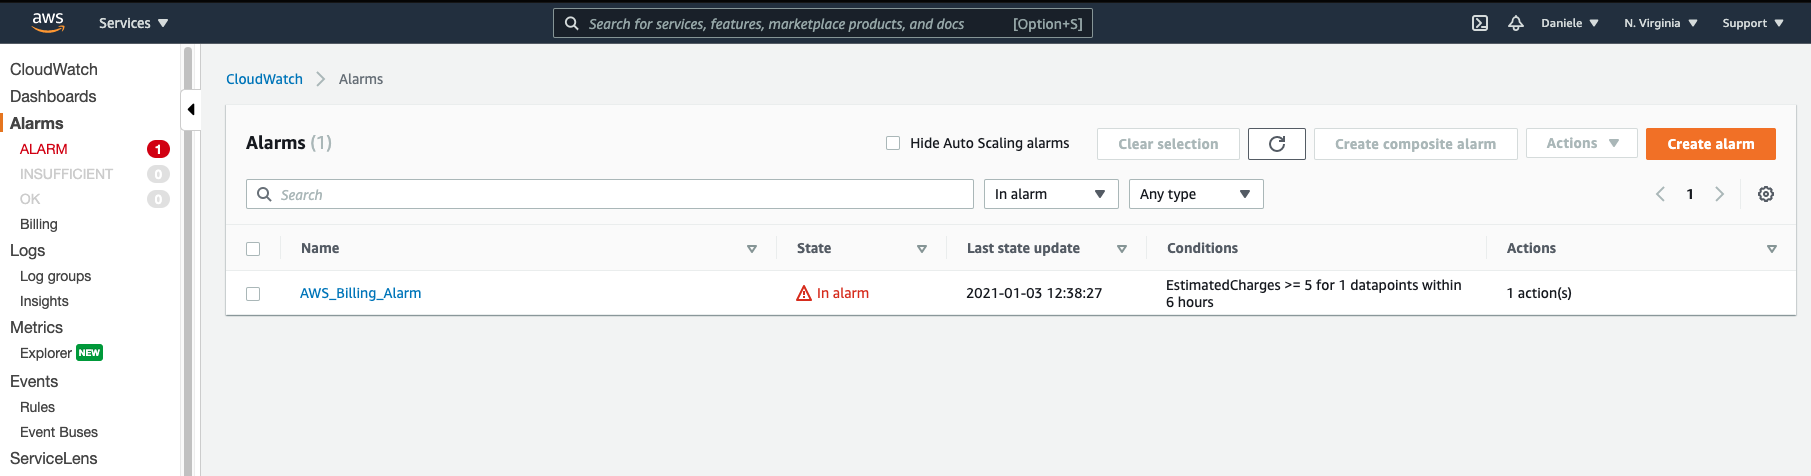 aws Services Search for services, features, marketplace products, and docs [Option+S] Daniele N. Virginia Support
CloudWatch
Dashboards
Alarms
ALARM 1
INSUFFICIENT 0
OK 0
Billing
Logs
Log groups
Insights
Metrics
Explorer NEW
Events
Rules
Event Buses
ServiceLens
CloudWatch Alarms
Alarms (1) Hide Auto Scaling alarms Clear selection Create composite alarm Actions Create alarm
Search In alarm Any type 1
Name State Last state update Conditions Actions
AWS_Billing_Alarm In alarm 2021-01-03 12:38:27 EstimatedCharges >= 5 for 1 datapoints within
6 hours 1 action(s)